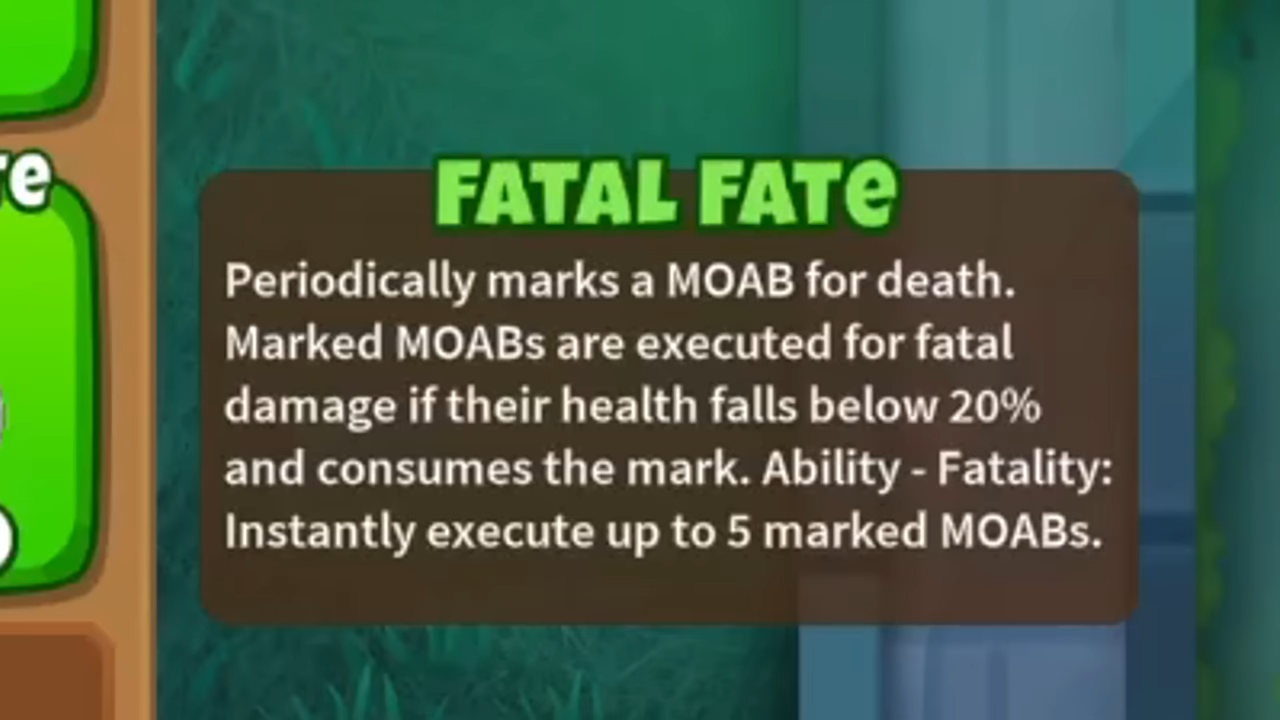 FATAL FATe
Periodically marks a MOAB for death.
Marked MOABs are executed for fatal
damage if their health falls below 20%
and consumes the mark. Ability - Fatality:
Instantly execute up to 5 marked MOABs.